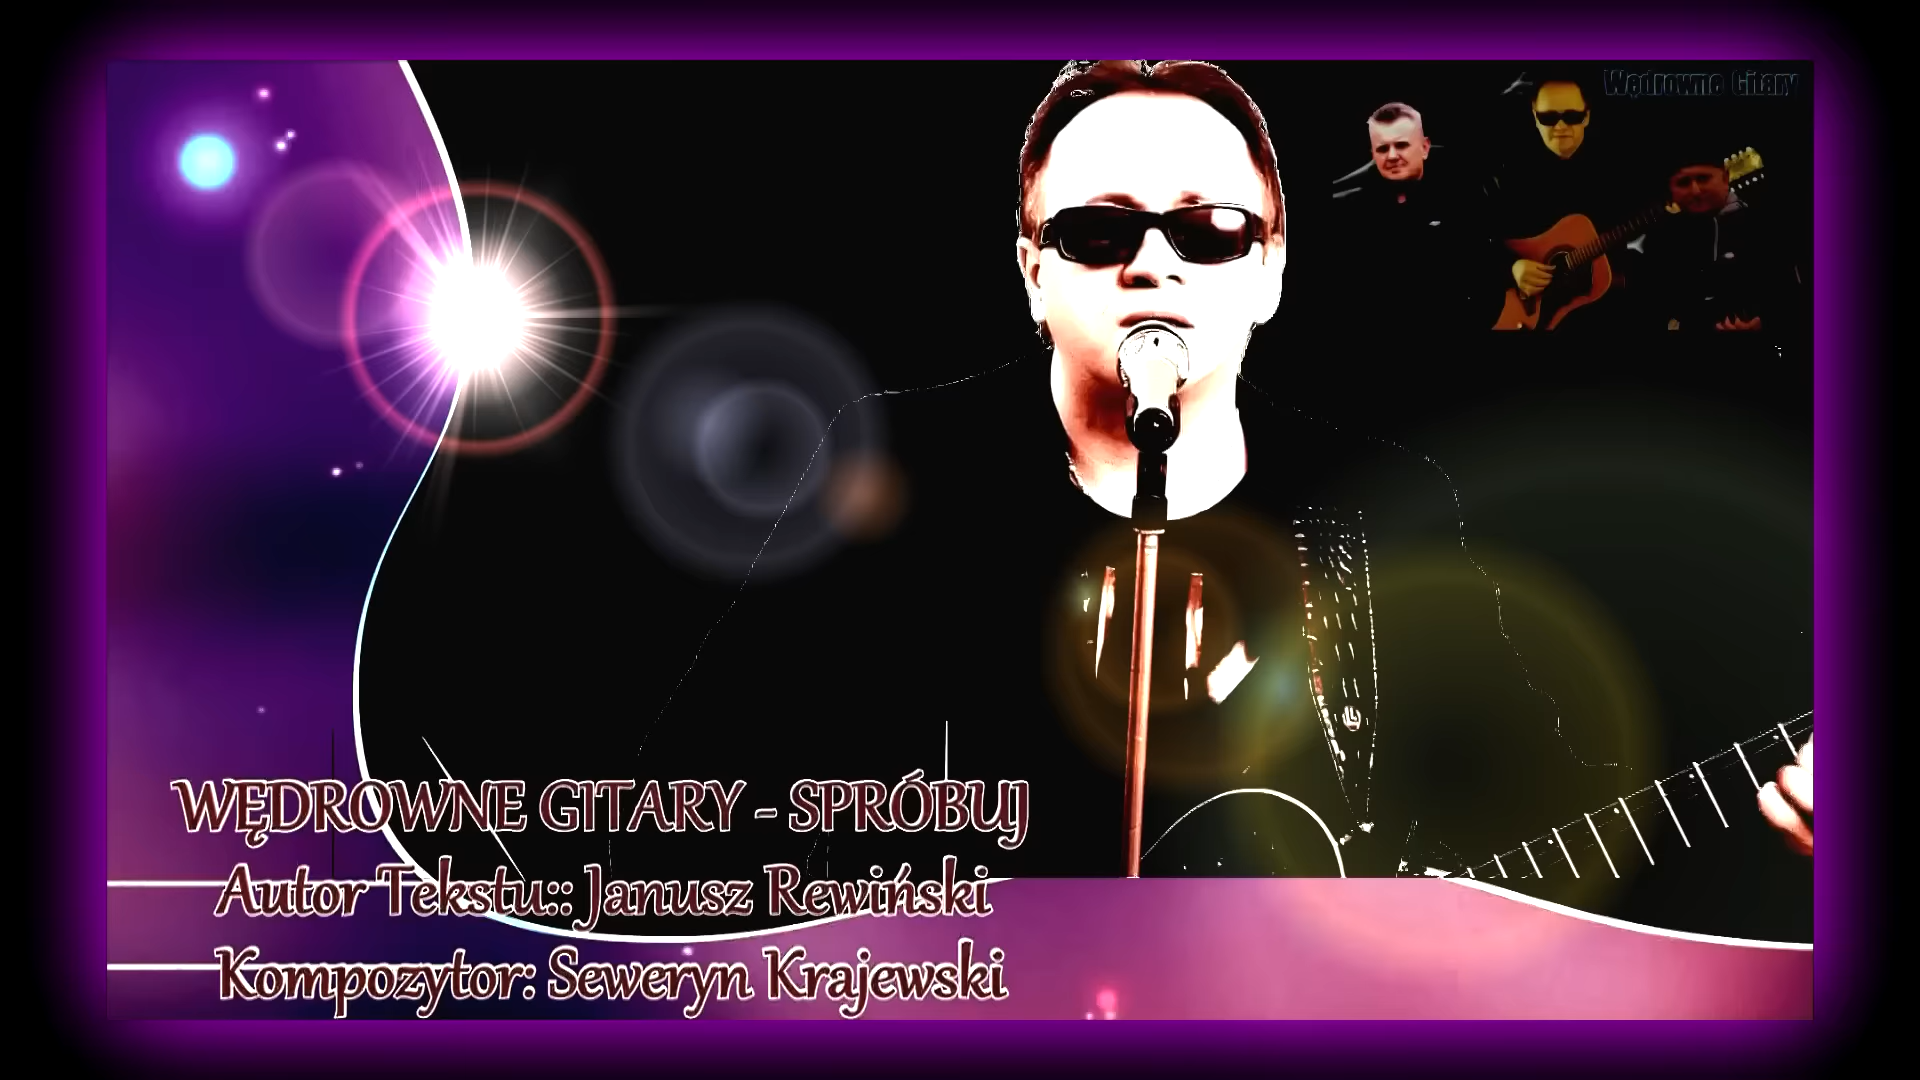 Wędrowne Gitary
WĘDROWNE GITARY - SPRÓBUJ
Autor Tekstu:: Janusz Rewiński
Kompozytor: Seweryn Krajewski